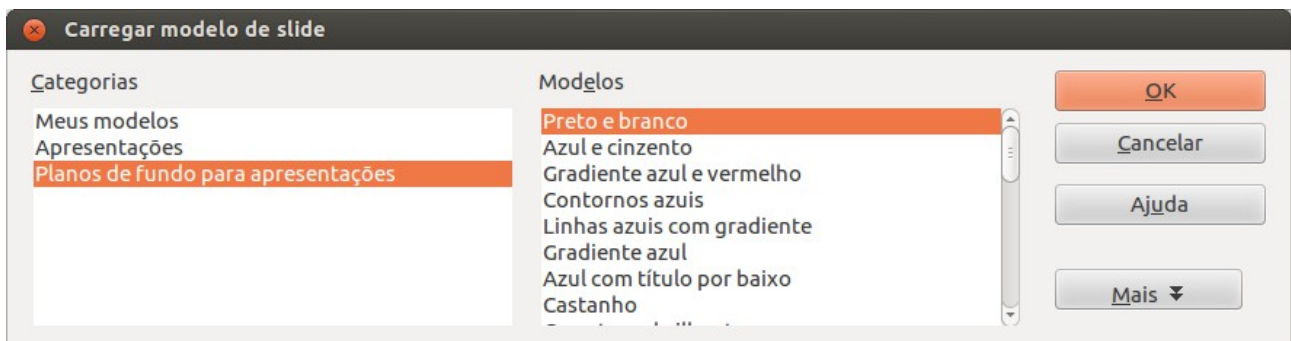 Carregar modelo de slide
Categorias
Meus modelos
Apresentações
Planos de fundo para apresentações
Modelos
Preto e branco
Azul e cinzento
Gradiente azul e vermelho
Contornos azuis
Linhas azuis com gradiente
Gradiente azul
Azul com título por baixo
Castanho
OK
Cancelar
Ajuda
Mais